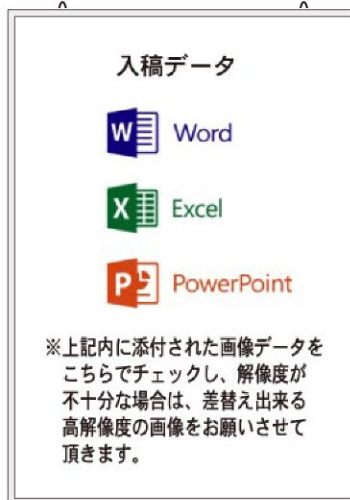 入稿データ
Word
Excel
PowerPoint
※上記内に添付された画像データを
こちらでチェックし、解像度が
不十分な場合は、差替え出来る
高解像度の画像をお願いさせて
頂きます。